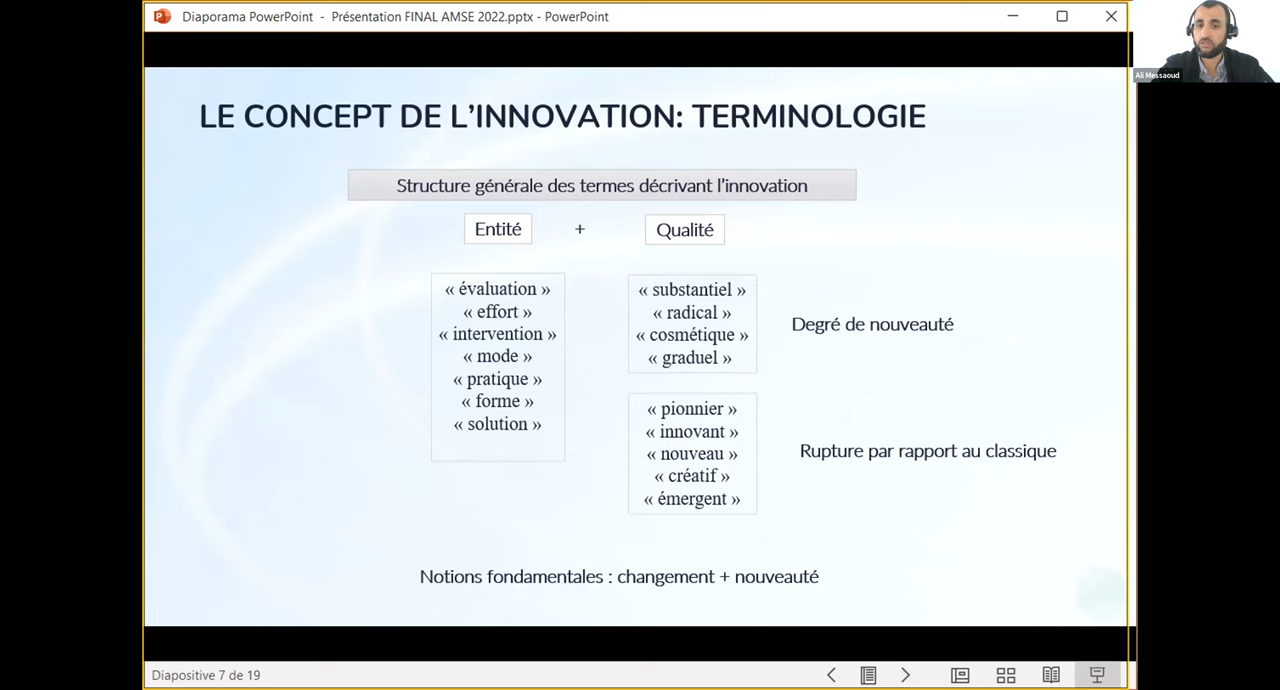 Diaporama PowerPoint - Présentation FINAL AMSE 2022.pptx - PowerPoint
Ali Messaoud
LE CONCEPT DE L’INNOVATION: TERMINOLOGIE
Structure générale des termes décrivant l’innovation
Entité + Qualité
« évaluation »
« effort »
« intervention »
« mode »
« pratique »
« forme »
« solution »
« substantiel »
« radical »
« cosmétique »
« graduel »
Degré de nouveauté
« pionnier »
« innovant »
« nouveau »
« créatif »
« émergent »
Rupture par rapport au classique
Notions fondamentales : changement + nouveauté
Diapositive 7 de 19